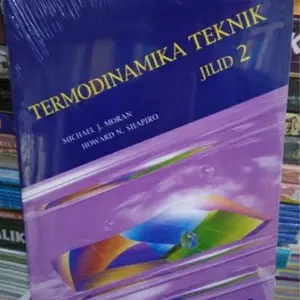 TERMODINAMIKA TEKNIK
JILID 2
MICHAEL J. MORAN
HOWARD N. SHAPIRO